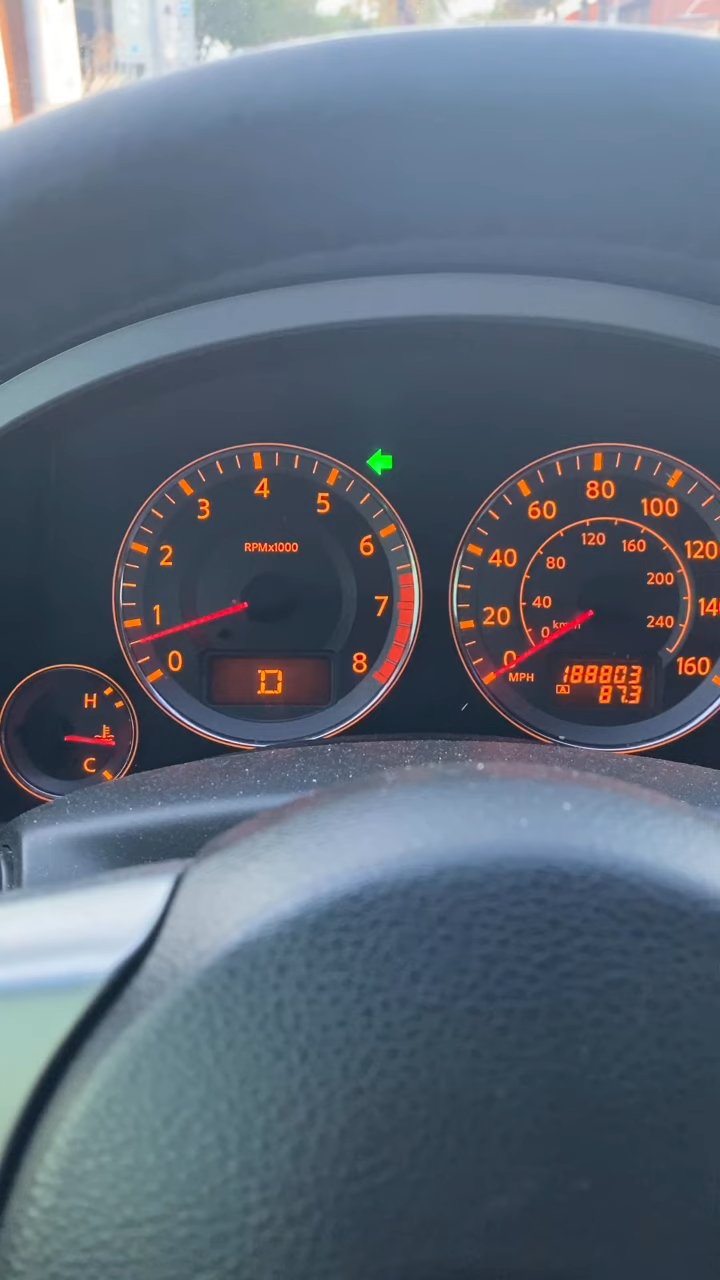 0 1 2 3 4 5 6 7 8
RPMx1000
D
H
C
0 20 40 60 80 100 120 14 160
0 40 80 120 160 200 240
km/h
MPH
188803
A 87.3